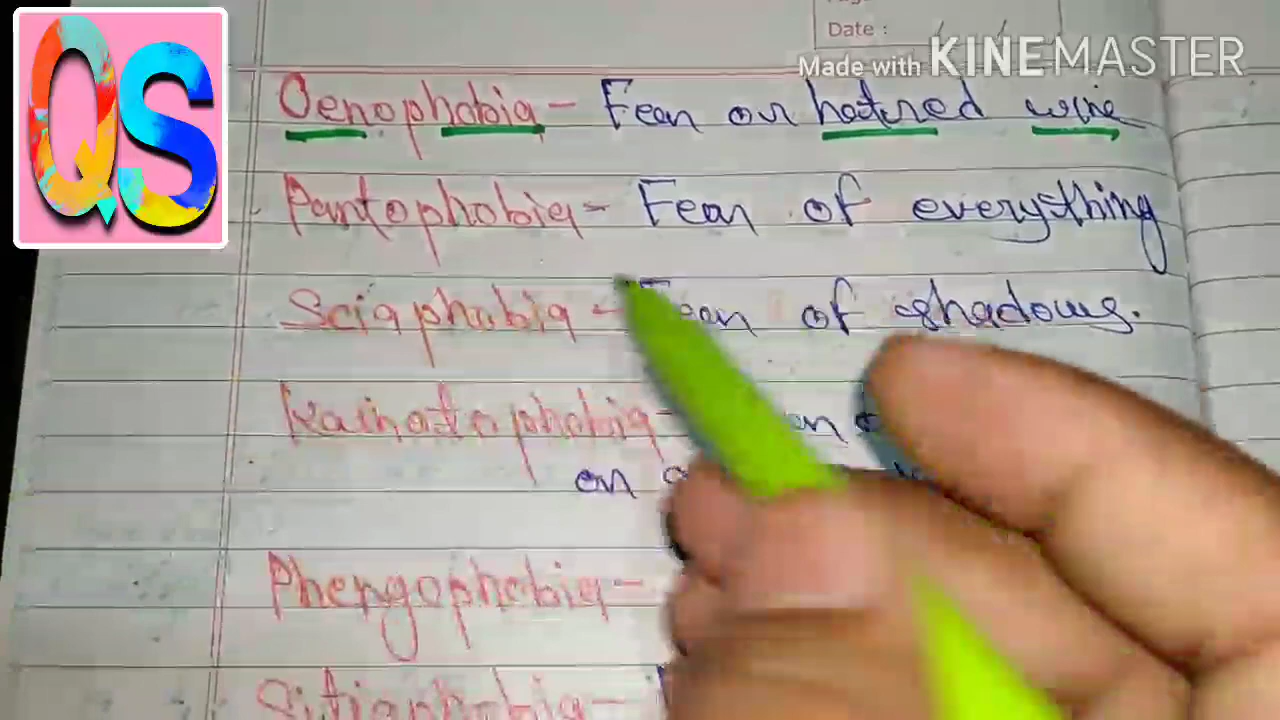 QS
Date : / /
Made with KINEMASTER
Oenophobia - Fear or hatred wine
Pantophobia - Fear of everything
Sciaphobia - Fear of shadows.
Kainotophobia -
Phengophobia -
Sitiophobia -